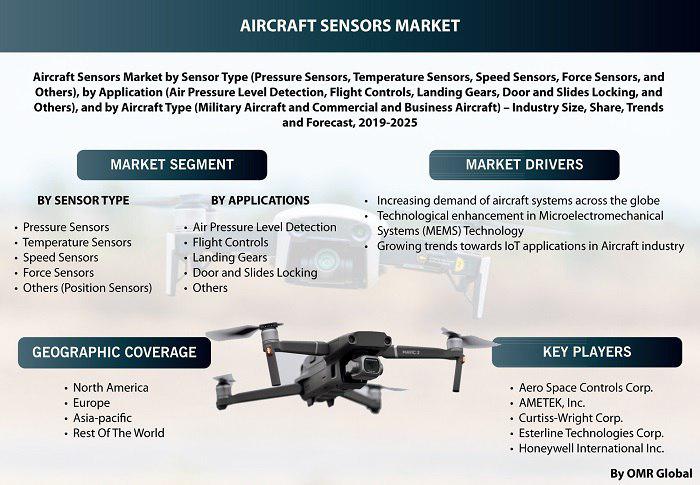 AIRCRAFT SENSORS MARKET
Aircraft Sensors Market by Sensor Type (Pressure Sensors, Temperature Sensors, Speed Sensors, Force Sensors, and
Others), by Application (Air Pressure Level Detection, Flight Controls, Landing Gears, Door and Slides Locking, and
Others), and by Aircraft Type (Military Aircraft and Commercial and Business Aircraft) – Industry Size, Share, Trends
and Forecast, 2019-2025
MARKET SEGMENT
BY SENSOR TYPE
• Pressure Sensors
• Temperature Sensors
• Speed Sensors
• Force Sensors
• Others (Position Sensors)
BY APPLICATIONS
• Air Pressure Level Detection
• Flight Controls
• Landing Gears
• Door and Slides Locking
• Others
MARKET DRIVERS
• Increasing demand of aircraft systems across the globe
• Technological enhancement in Microelectromechanical
Systems (MEMS) Technology
• Growing trends towards IoT applications in Aircraft industry
GEOGRAPHIC COVERAGE
• North America
• Europe
• Asia-pacific
• Rest Of The World
MAVIC 2
KEY PLAYERS
• Aero Space Controls Corp.
• AMETEK, Inc.
• Curtiss-Wright Corp.
• Esterline Technologies Corp.
• Honeywell International Inc.
By OMR Global